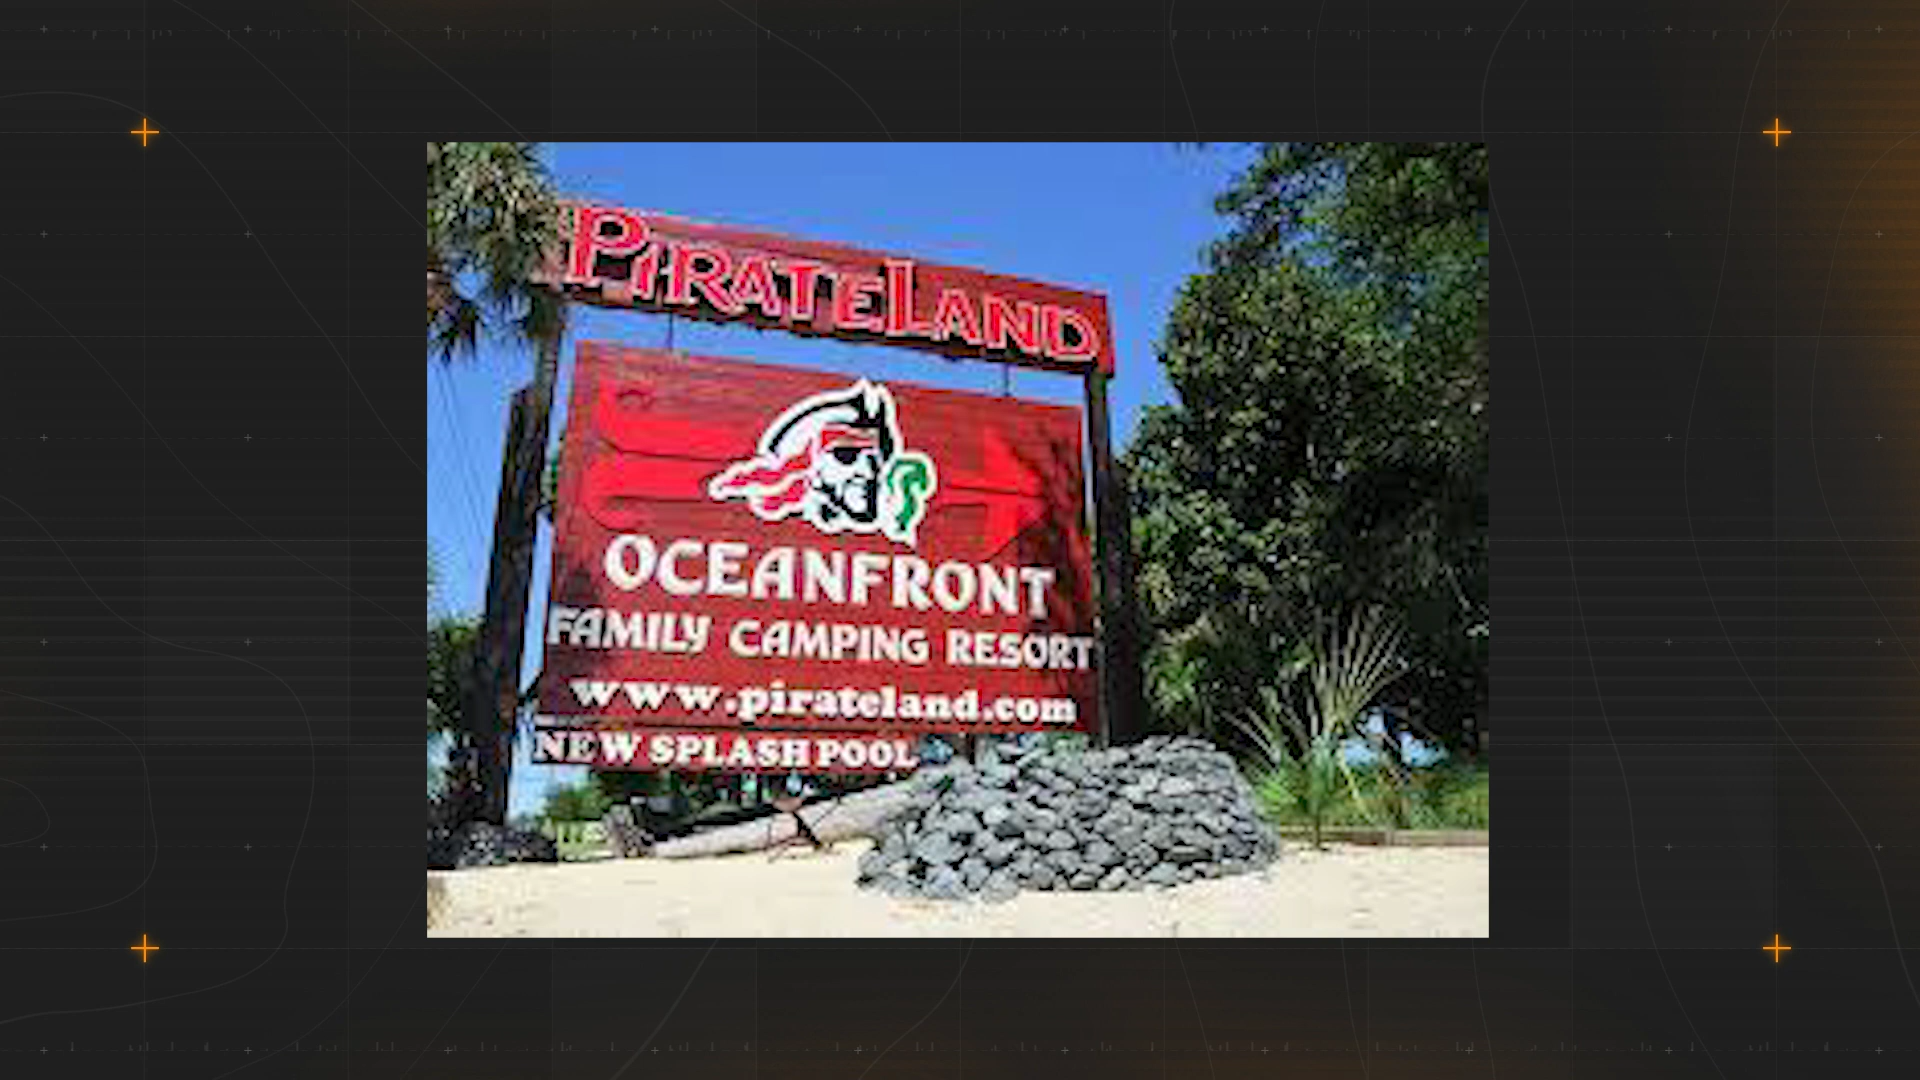 PIRATELAND
OCEANFRONT
FAMILY CAMPING RESORT
www.pirateland.com
NEW SPLASH POOL